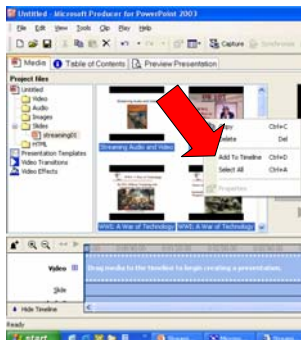 Untitled - Microsoft Producer for PowerPoint 2003
File Edit View Tools Clip Play Help
Capture Synchronize
Media Table of Contents Preview Presentation
Project files
Untitled
Video
Audio
Images
Slides
streaming01
HTML
Presentation Templates
Video Transitions
Video Effects
Streaming Audio and Video
Copy Ctrl+C
Delete Del
Add To Timeline Ctrl+D
Select All Ctrl+A
Properties
WWI: A War of Technology
WWI: A War of Technology
Video
Drag media to the timeline to begin creating a presentation.
Slide
Hide Timeline
Ready
start